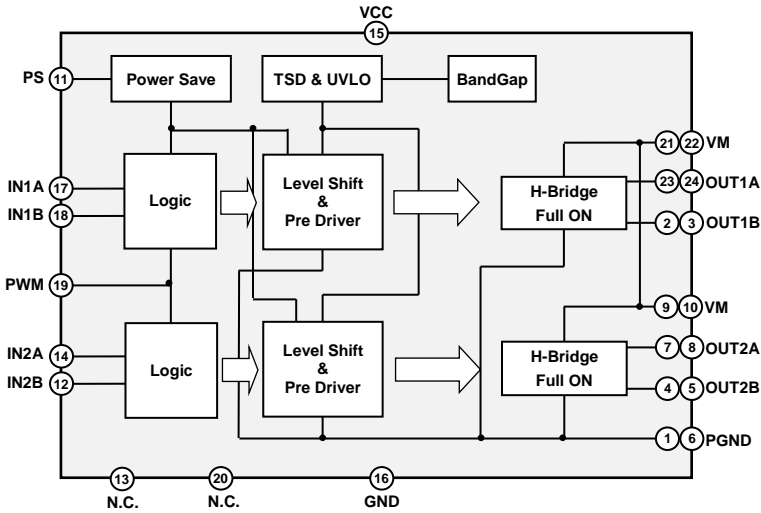 VCC
15
PS 11
Power Save
TSD & UVLO
BandGap
21 22 VM
IN1A 17
IN1B 18
Logic
Level Shift
&
Pre Driver
H-Bridge
Full ON
23 24 OUT1A
2 3 OUT1B
PWM 19
9 10 VM
IN2A 14
IN2B 12
Logic
Level Shift
&
Pre Driver
H-Bridge
Full ON
7 8 OUT2A
4 5 OUT2B
1 6 PGND
13
N.C.
20
N.C.
16
GND